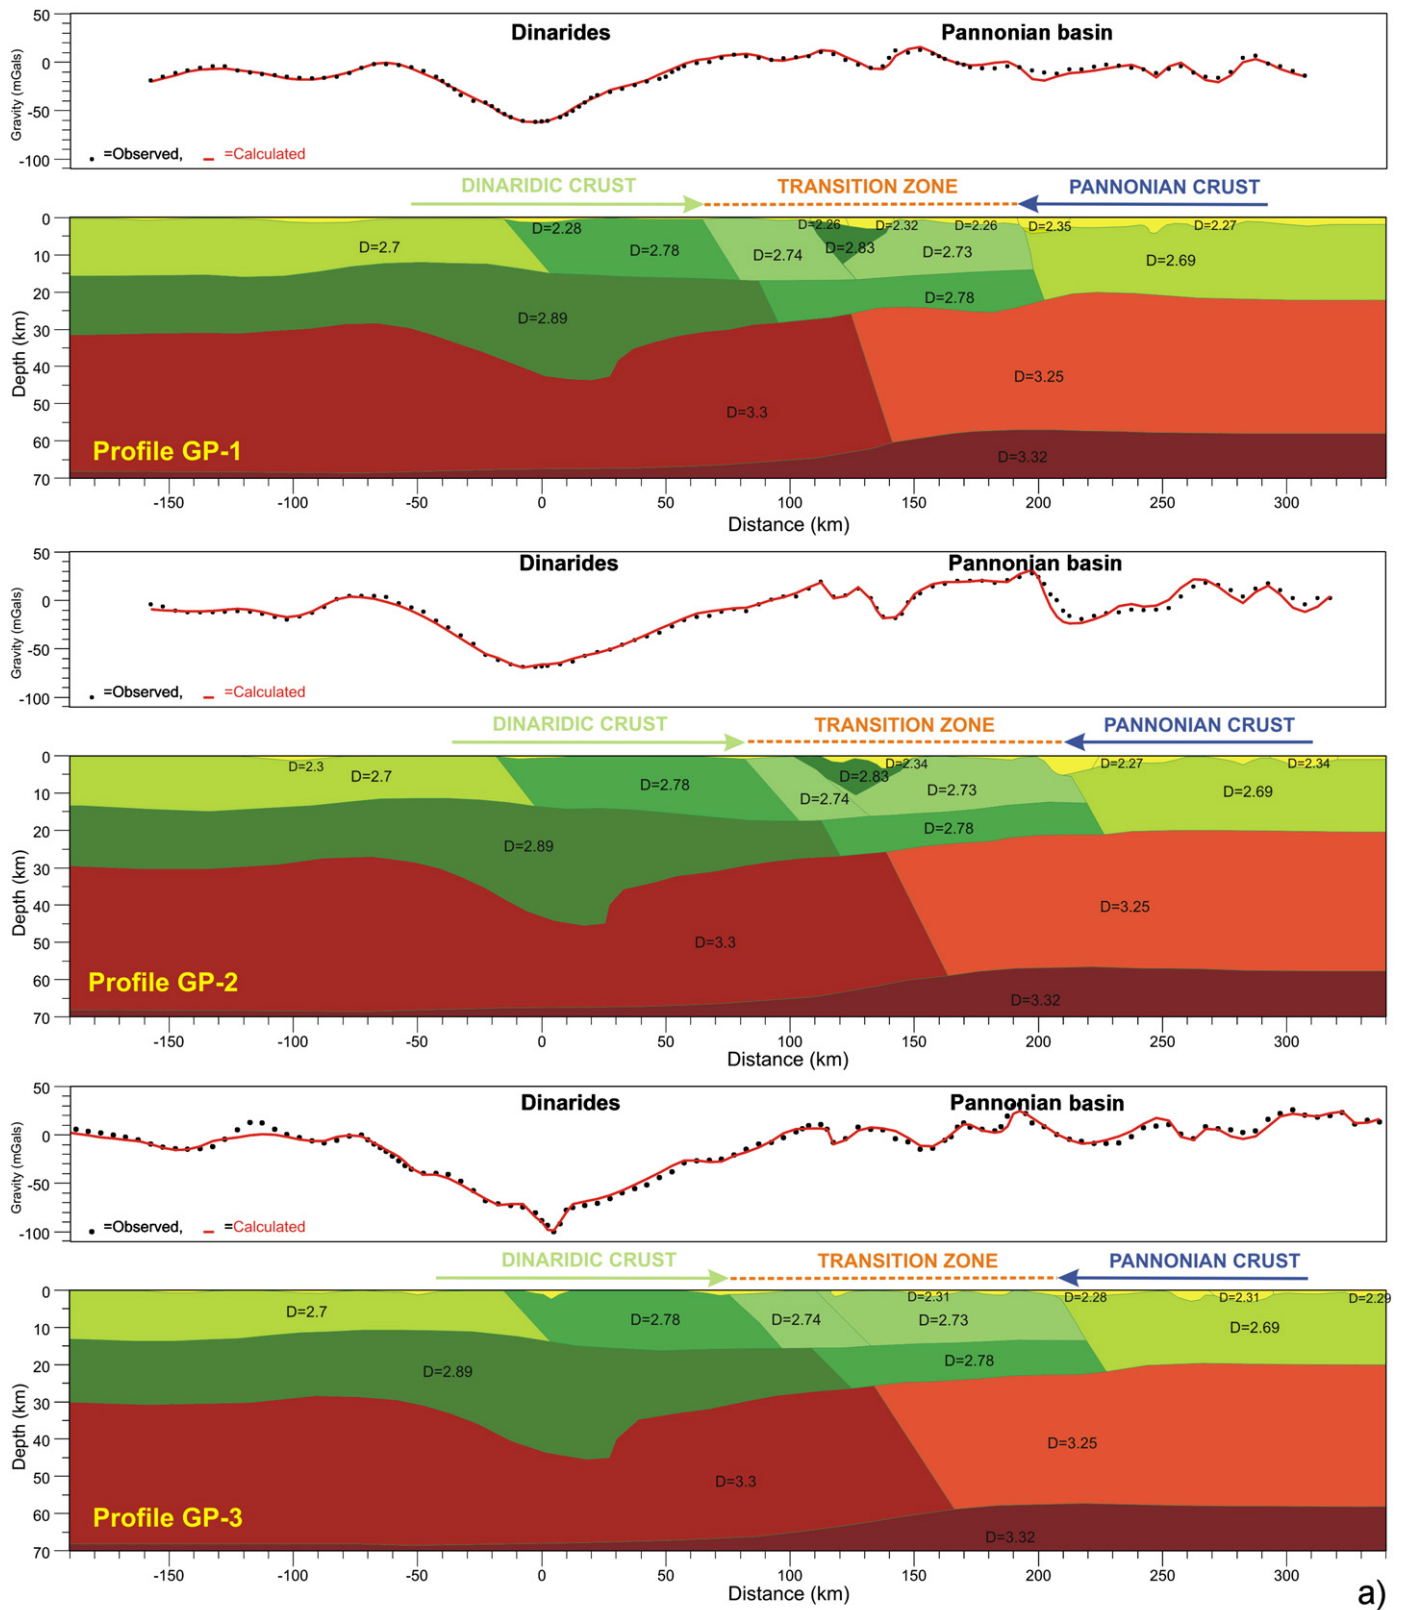 50
0
-50
-100
Gravity (mGals)
Dinarides Pannonian basin
=Observed, =Calculated
DINARIDIC CRUST TRANSITION ZONE PANNONIAN CRUST
0
10
20
30
40
50
60
70
Depth (km)
D=2.28 D=2.26 D=2.32 D=2.26 D=2.35 D=2.27
D=2.7 D=2.78 D=2.74 D=2.83 D=2.73 D=2.69
D=2.78
D=2.89
D=3.25
D=3.3
Profile GP-1
D=3.32
-150 -100 -50 0 50 100 150 200 250 300
Distance (km)
50
0
-50
-100
Gravity (mGals)
Dinarides Pannonian basin
=Observed, =Calculated
DINARIDIC CRUST TRANSITION ZONE PANNONIAN CRUST
0
10
20
30
40
50
60
70
Depth (km)
D=2.3 D=2.34 D=2.27 D=2.34
D=2.7 D=2.78 D=2.83 D=2.73 D=2.69
D=2.74
D=2.78
D=2.89
D=3.25
D=3.3
Profile GP-2
D=3.32
-150 -100 -50 0 50 100 150 200 250 300
Distance (km)
50
0
-50
-100
Gravity (mGals)
Dinarides Pannonian basin
=Observed, =Calculated
DINARIDIC CRUST TRANSITION ZONE PANNONIAN CRUST
0
10
20
30
40
50
60
70
Depth (km)
D=2.31 D=2.28 D=2.31 D=2.29
D=2.7 D=2.78 D=2.74 D=2.73 D=2.69
D=2.89 D=2.78
D=3.25
D=3.3
Profile GP-3
D=3.32
-150 -100 -50 0 50 100 150 200 250 300
Distance (km)
a)